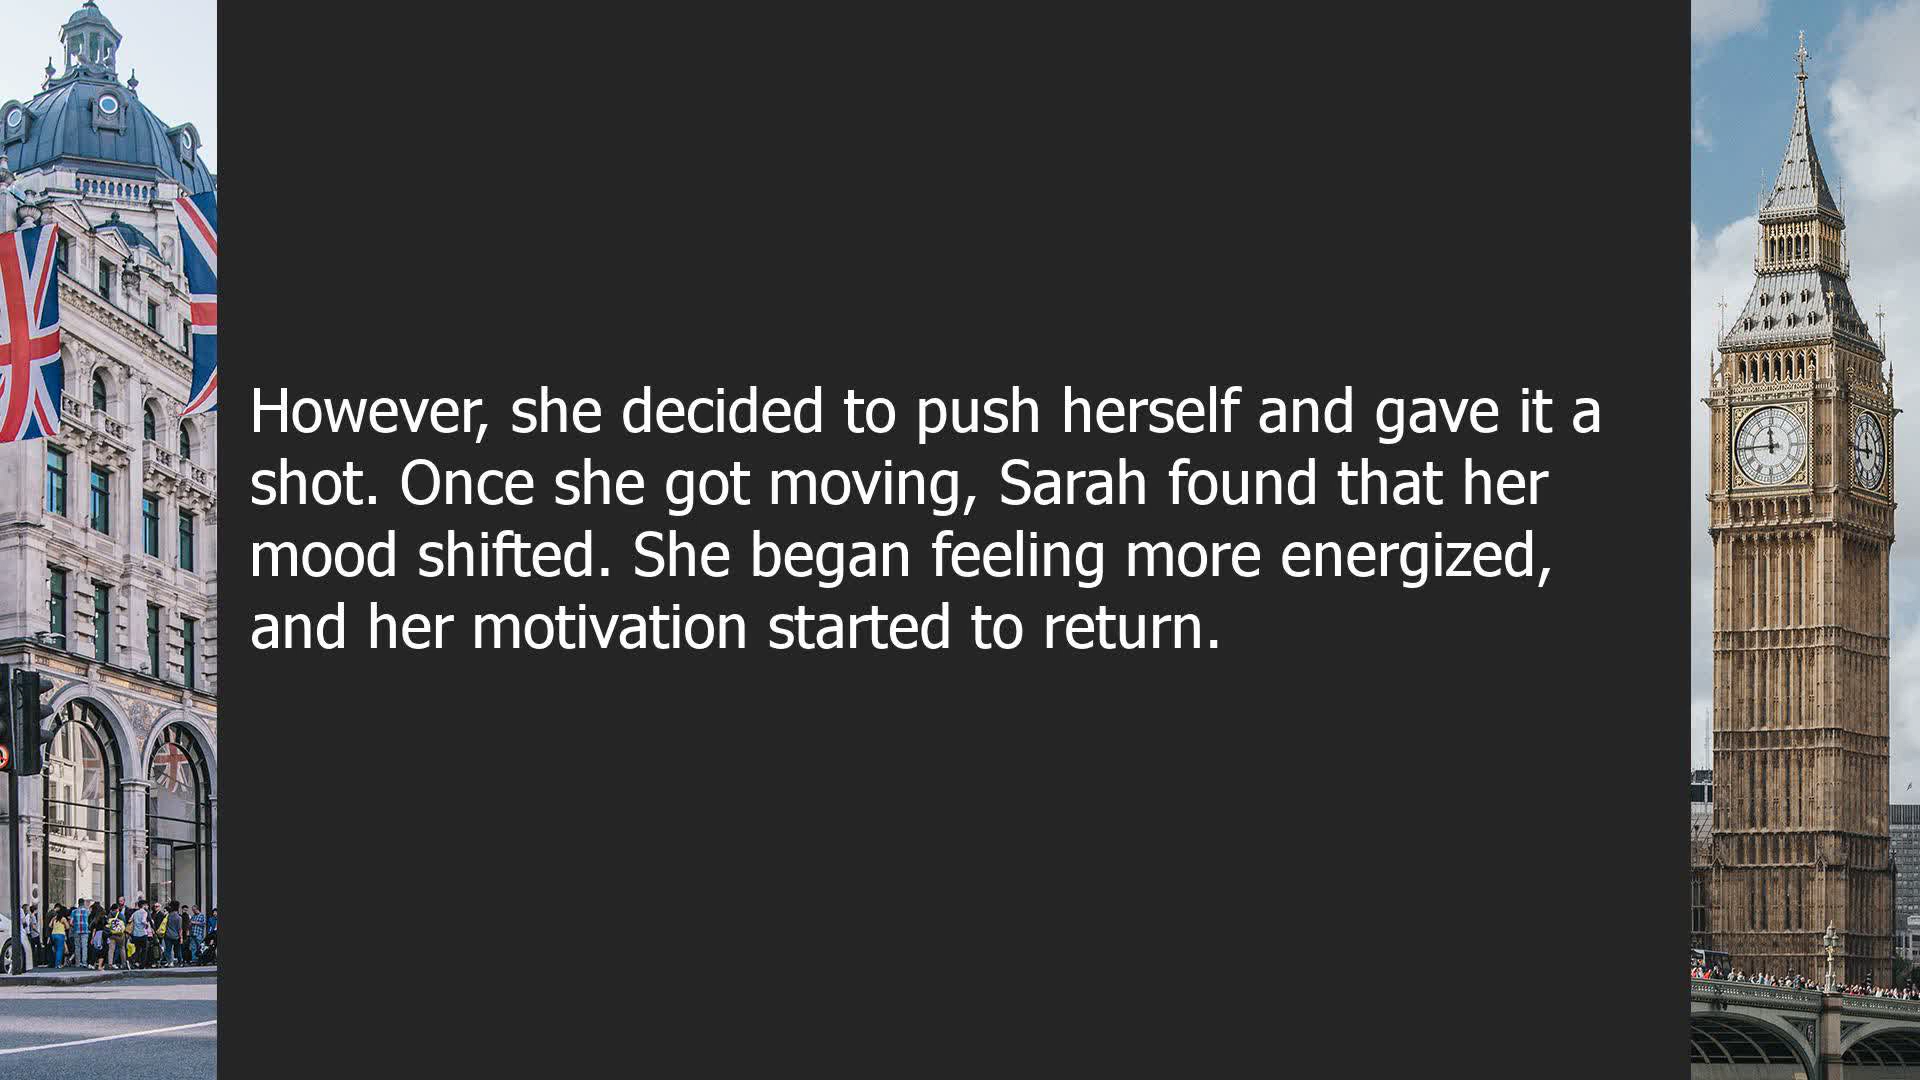 However, she decided to push herself and gave it a
shot. Once she got moving, Sarah found that her
mood shifted. She began feeling more energized,
and her motivation started to return.